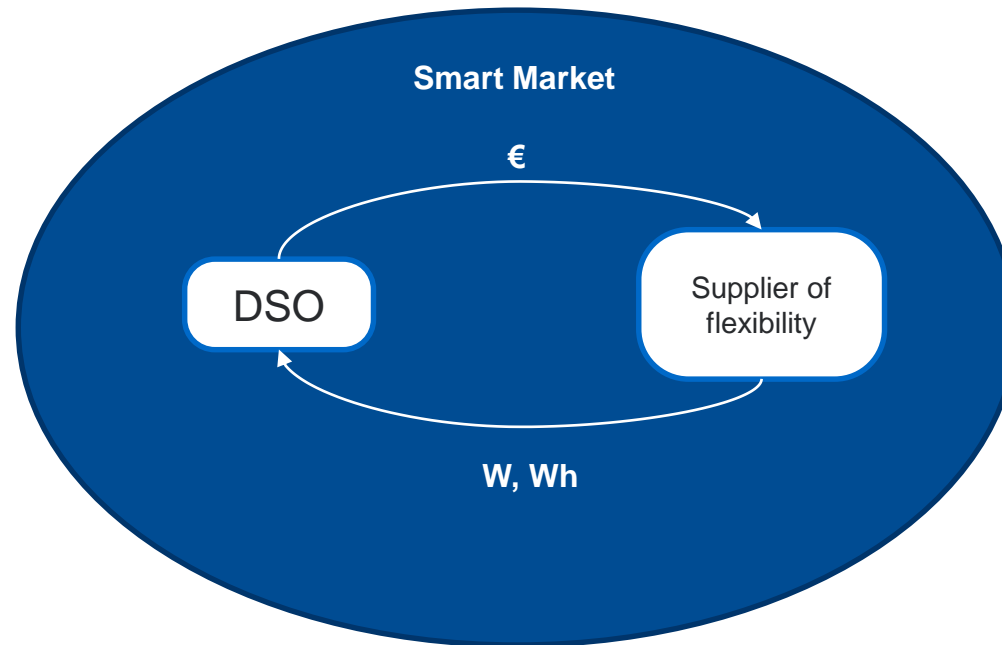 Smart Market
€
DSO
Supplier of
flexibility
W, Wh